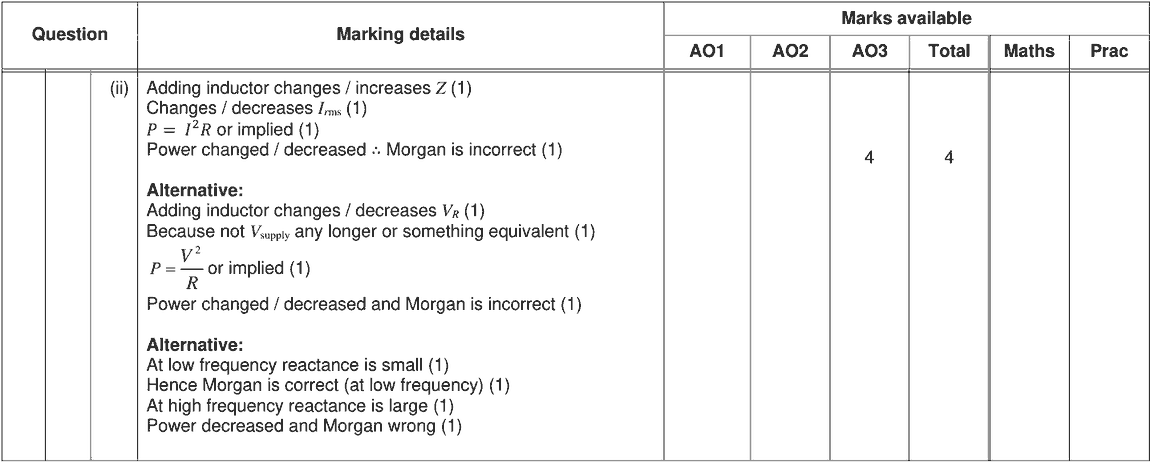 Question
Marking details
Marks available
AO1 AO2 AO3 Total Maths Prac
(ii) Adding inductor changes / increases Z (1)
Changes / decreases Irms (1)
P = I²R or implied (1)
Power changed / decreased ∴ Morgan is incorrect (1)
4 4
Alternative:
Adding inductor changes / decreases VR (1)
Because not Vsupply any longer or something equivalent (1)
P = V²/R or implied (1)
Power changed / decreased and Morgan is incorrect (1)
Alternative:
At low frequency reactance is small (1)
Hence Morgan is correct (at low frequency) (1)
At high frequency reactance is large (1)
Power decreased and Morgan wrong (1)